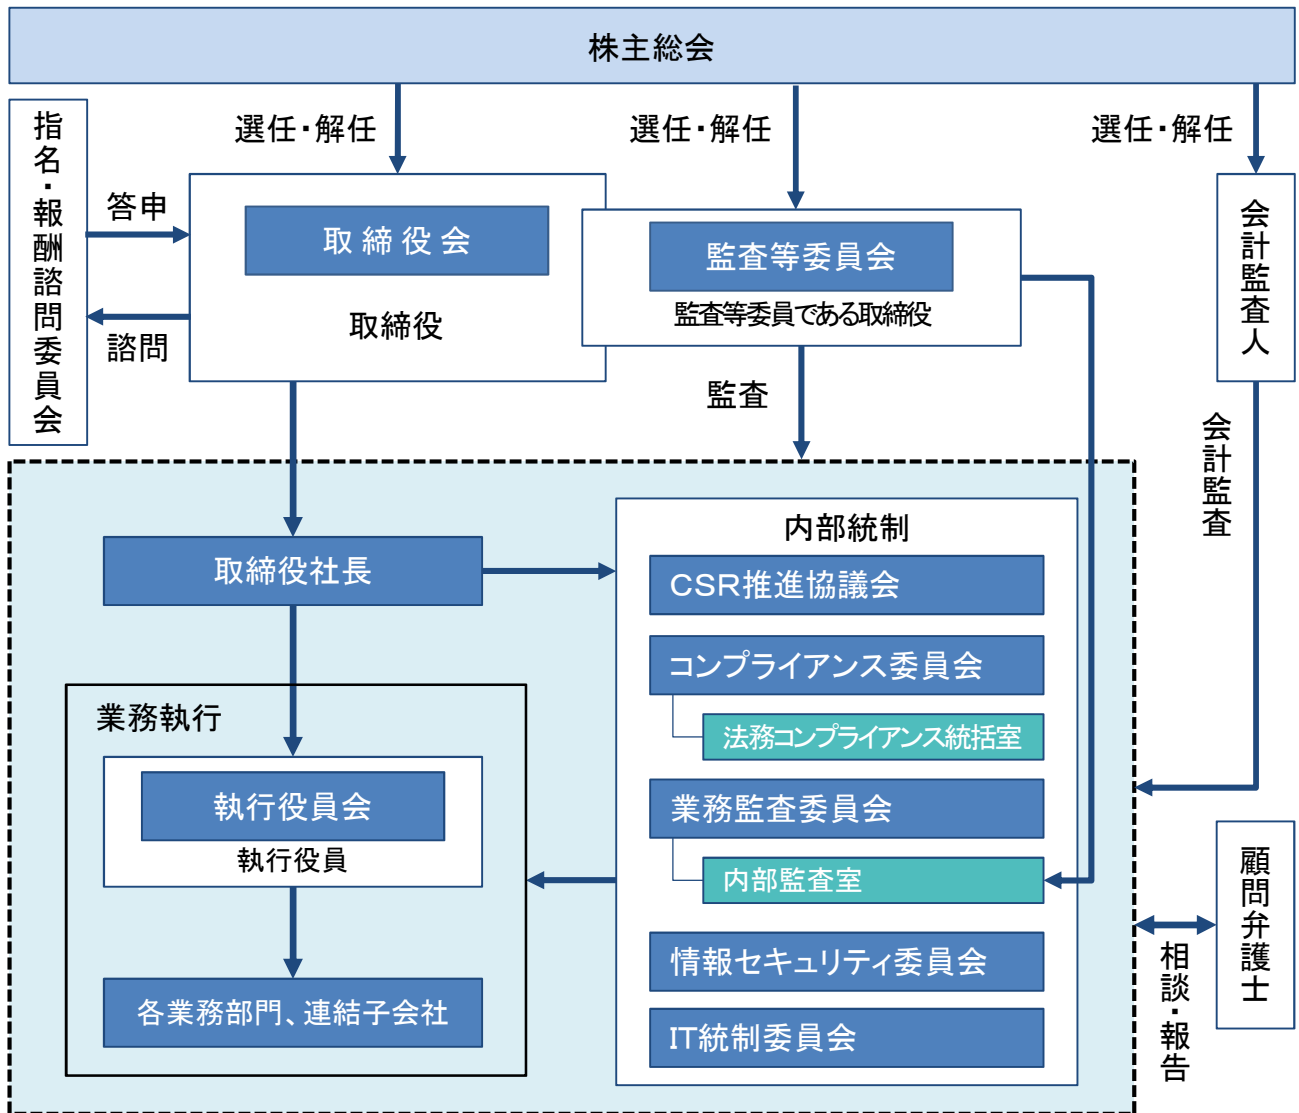 株主総会
選任・解任
選任・解任
選任・解任
指名・報酬諮問委員会
答申
諮問
取締役会
取締役
監査等委員会
監査等委員である取締役
会計監査人
監査
会計監査
取締役社長
内部統制
CSR推進協議会
コンプライアンス委員会
法務コンプライアンス統括室
業務監査委員会
内部監査室
情報セキュリティ委員会
IT統制委員会
業務執行
執行役員会
執行役員
各業務部門、連結子会社
顧問弁護士
相談・報告